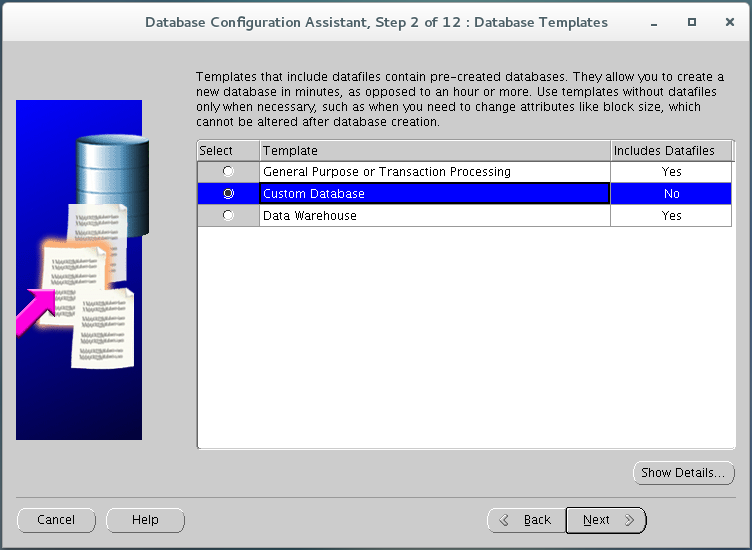 Database Configuration Assistant, Step 2 of 12 : Database Templates
Templates that include datafiles contain pre-created databases. They allow you to create a
new database in minutes, as opposed to an hour or more. Use templates without datafiles
only when necessary, such as when you need to change attributes like block size, which
cannot be altered after database creation.
Select Template Includes Datafiles
General Purpose or Transaction Processing Yes
Custom Database No
Data Warehouse Yes
Show Details...
Cancel Help Back Next